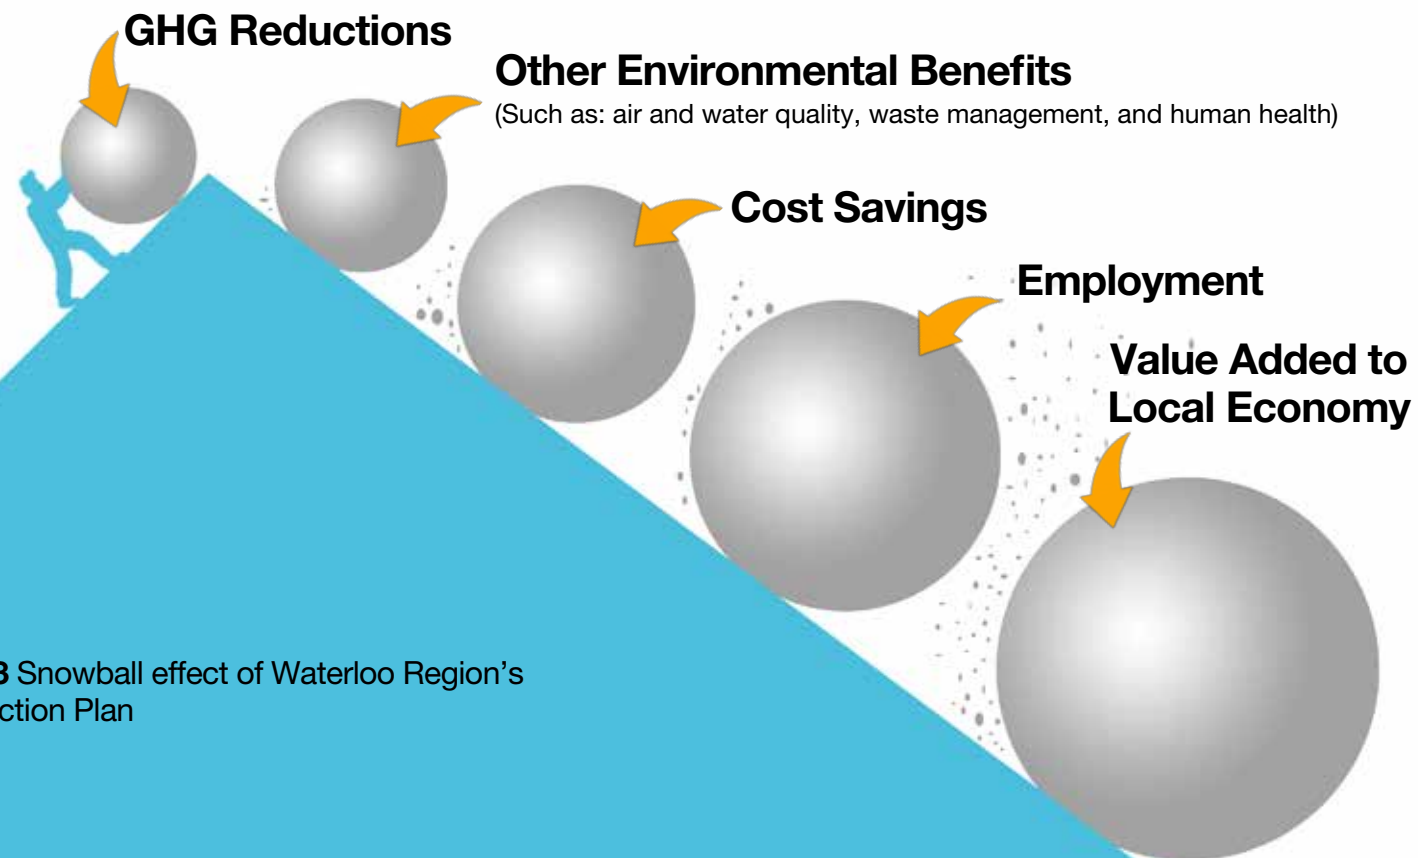 GHG Reductions
Other Environmental Benefits
(Such as: air and water quality, waste management, and human health)
Cost Savings
Employment
Value Added to
Local Economy
Snowball effect of Waterloo Region’s
Plan